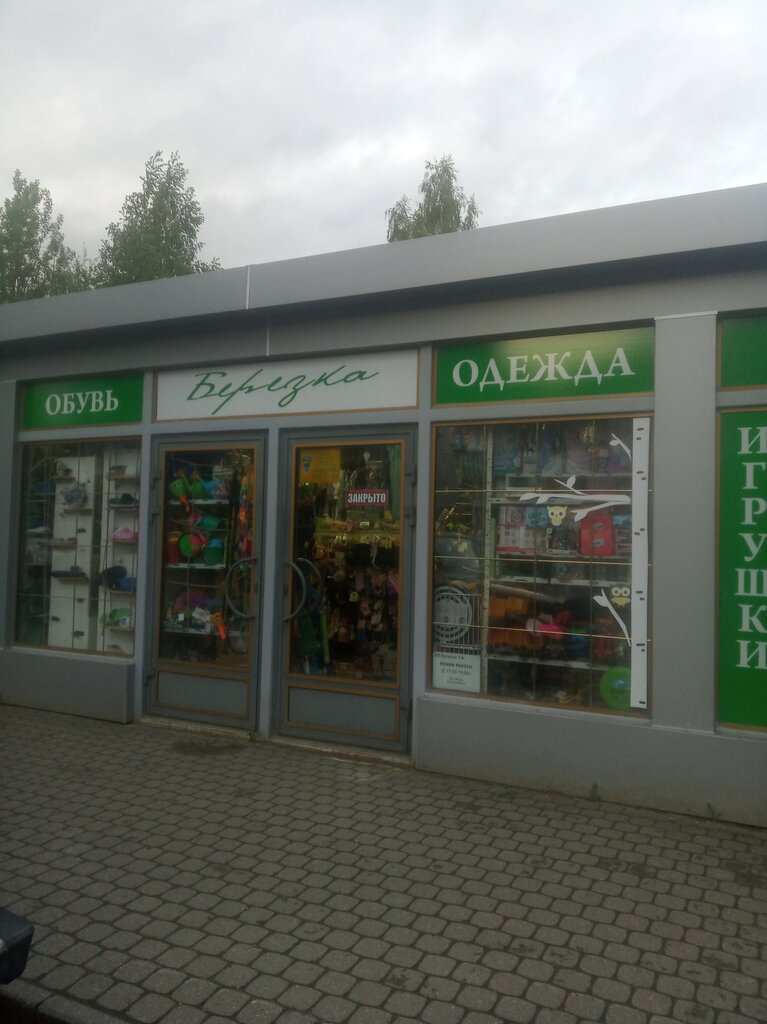 ОБУВЬ
Березка
ОДЕЖДА
ИГРУШКИ
ЗАКРЫТО
РЕЖИМ РАБОТЫ